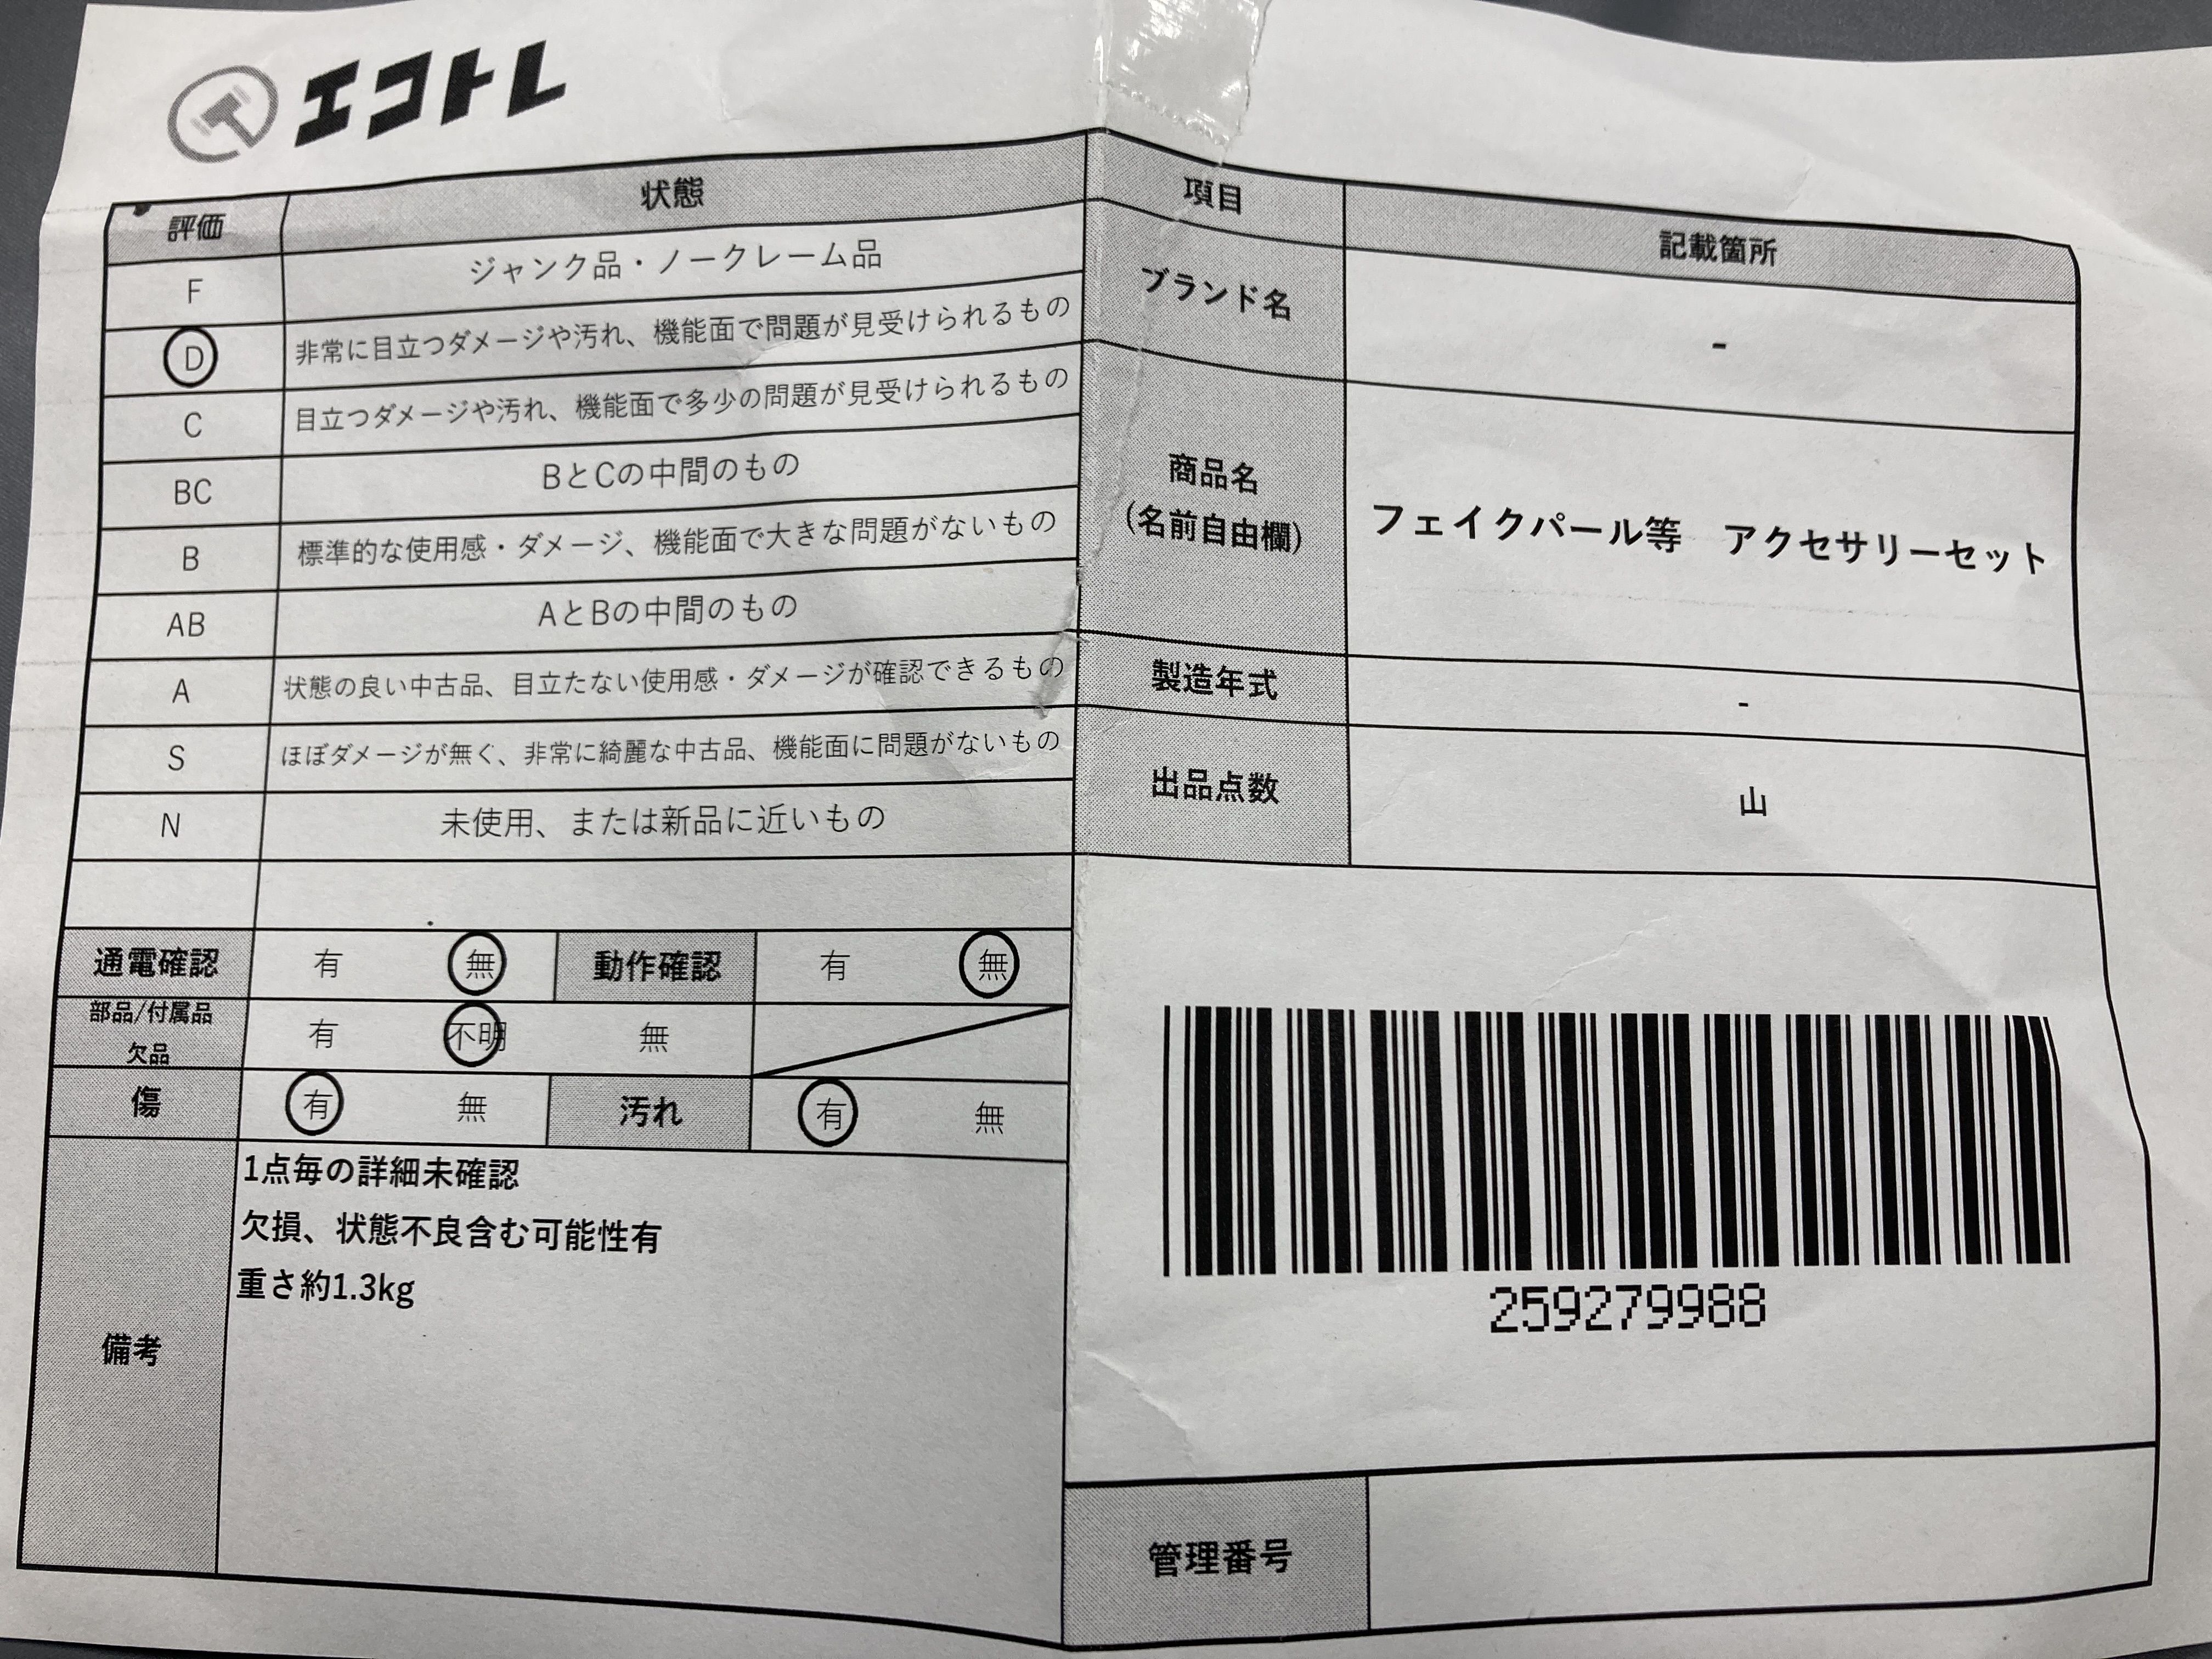 エコトレ
評価 状態
F ジャンク品・ノークレーム品
D 非常に目立つダメージや汚れ、機能面で問題が見受けられるもの
C 目立つダメージや汚れ、機能面で多少の問題が見受けられるもの
BC BとCの中間のもの
B 標準的な使用感・ダメージ、機能面で大きな問題がないもの
AB AとBの中間のもの
A 状態の良い中古品、目立たない使用感・ダメージが確認できるもの
S ほぼダメージが無く、非常に綺麗な中古品、機能面に問題がないもの
N 未使用、または新品に近いもの
通電確認 有 無 動作確認 有 無
部品/付属品
欠品 有 不明 無
傷 有 無 汚れ 有 無
備考
1点毎の詳細未確認
欠損、状態不良含む可能性有
重さ約1.3kg
項目 記載箇所
ブランド名 -
商品名
(名前自由欄) フェイクパール等 アクセサリーセット
製造年式 -
出品点数 山
259279988
管理番号